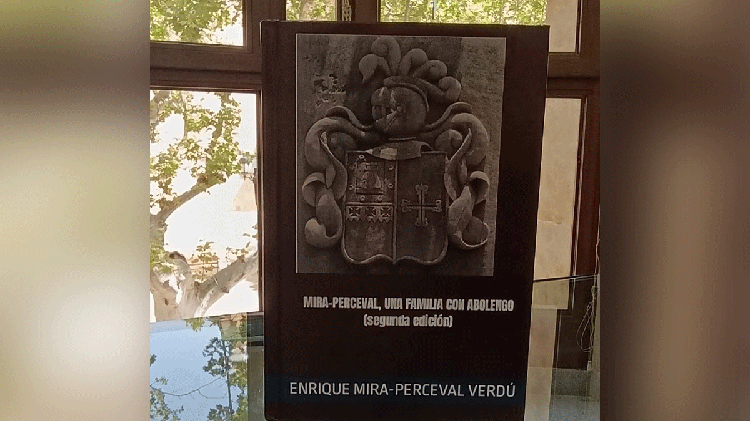 MIRA-PERCEVAL, UNA FAMILIA CON ABOLENGO
(segunda edición)
ENRIQUE MIRA-PERCEVAL VERDÚ